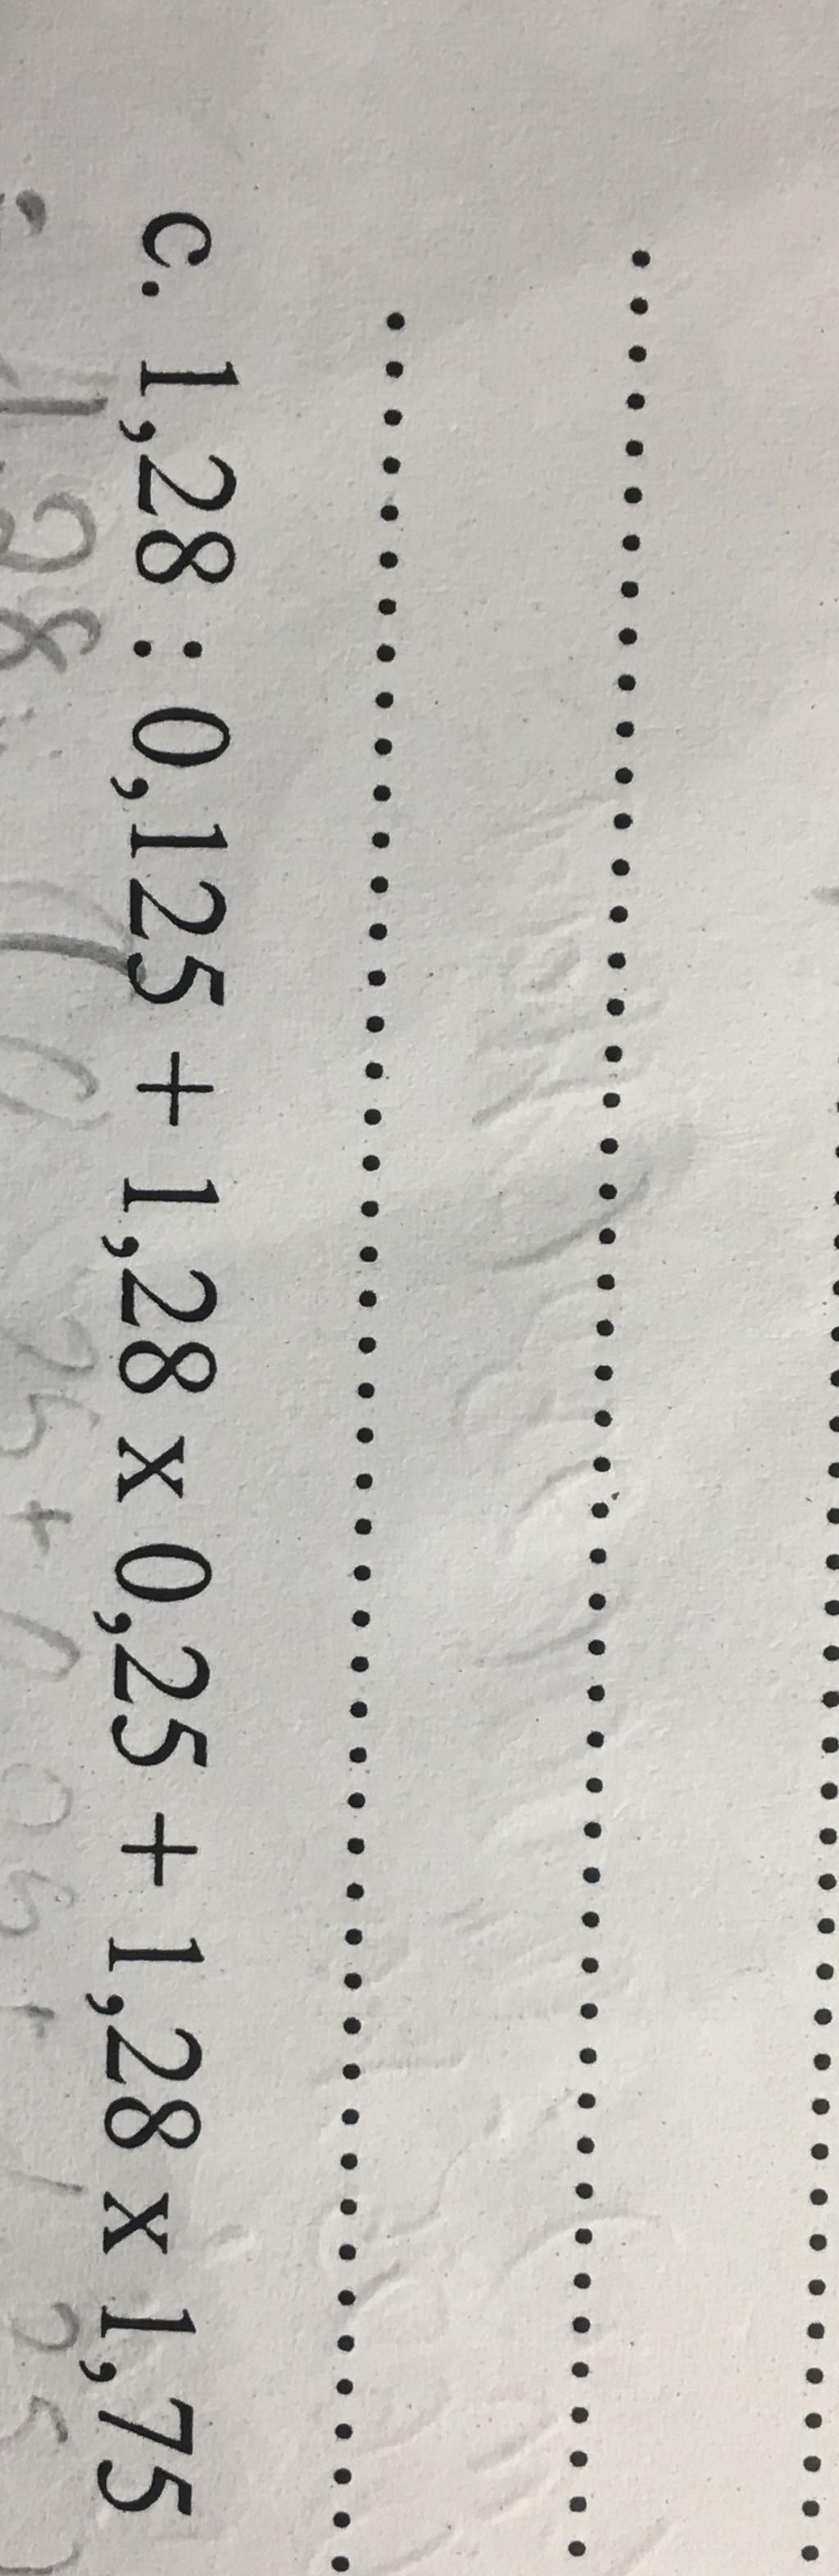 c. 1,28 : 0,125 + 1,28 x 0,25 + 1,28 x 1,75